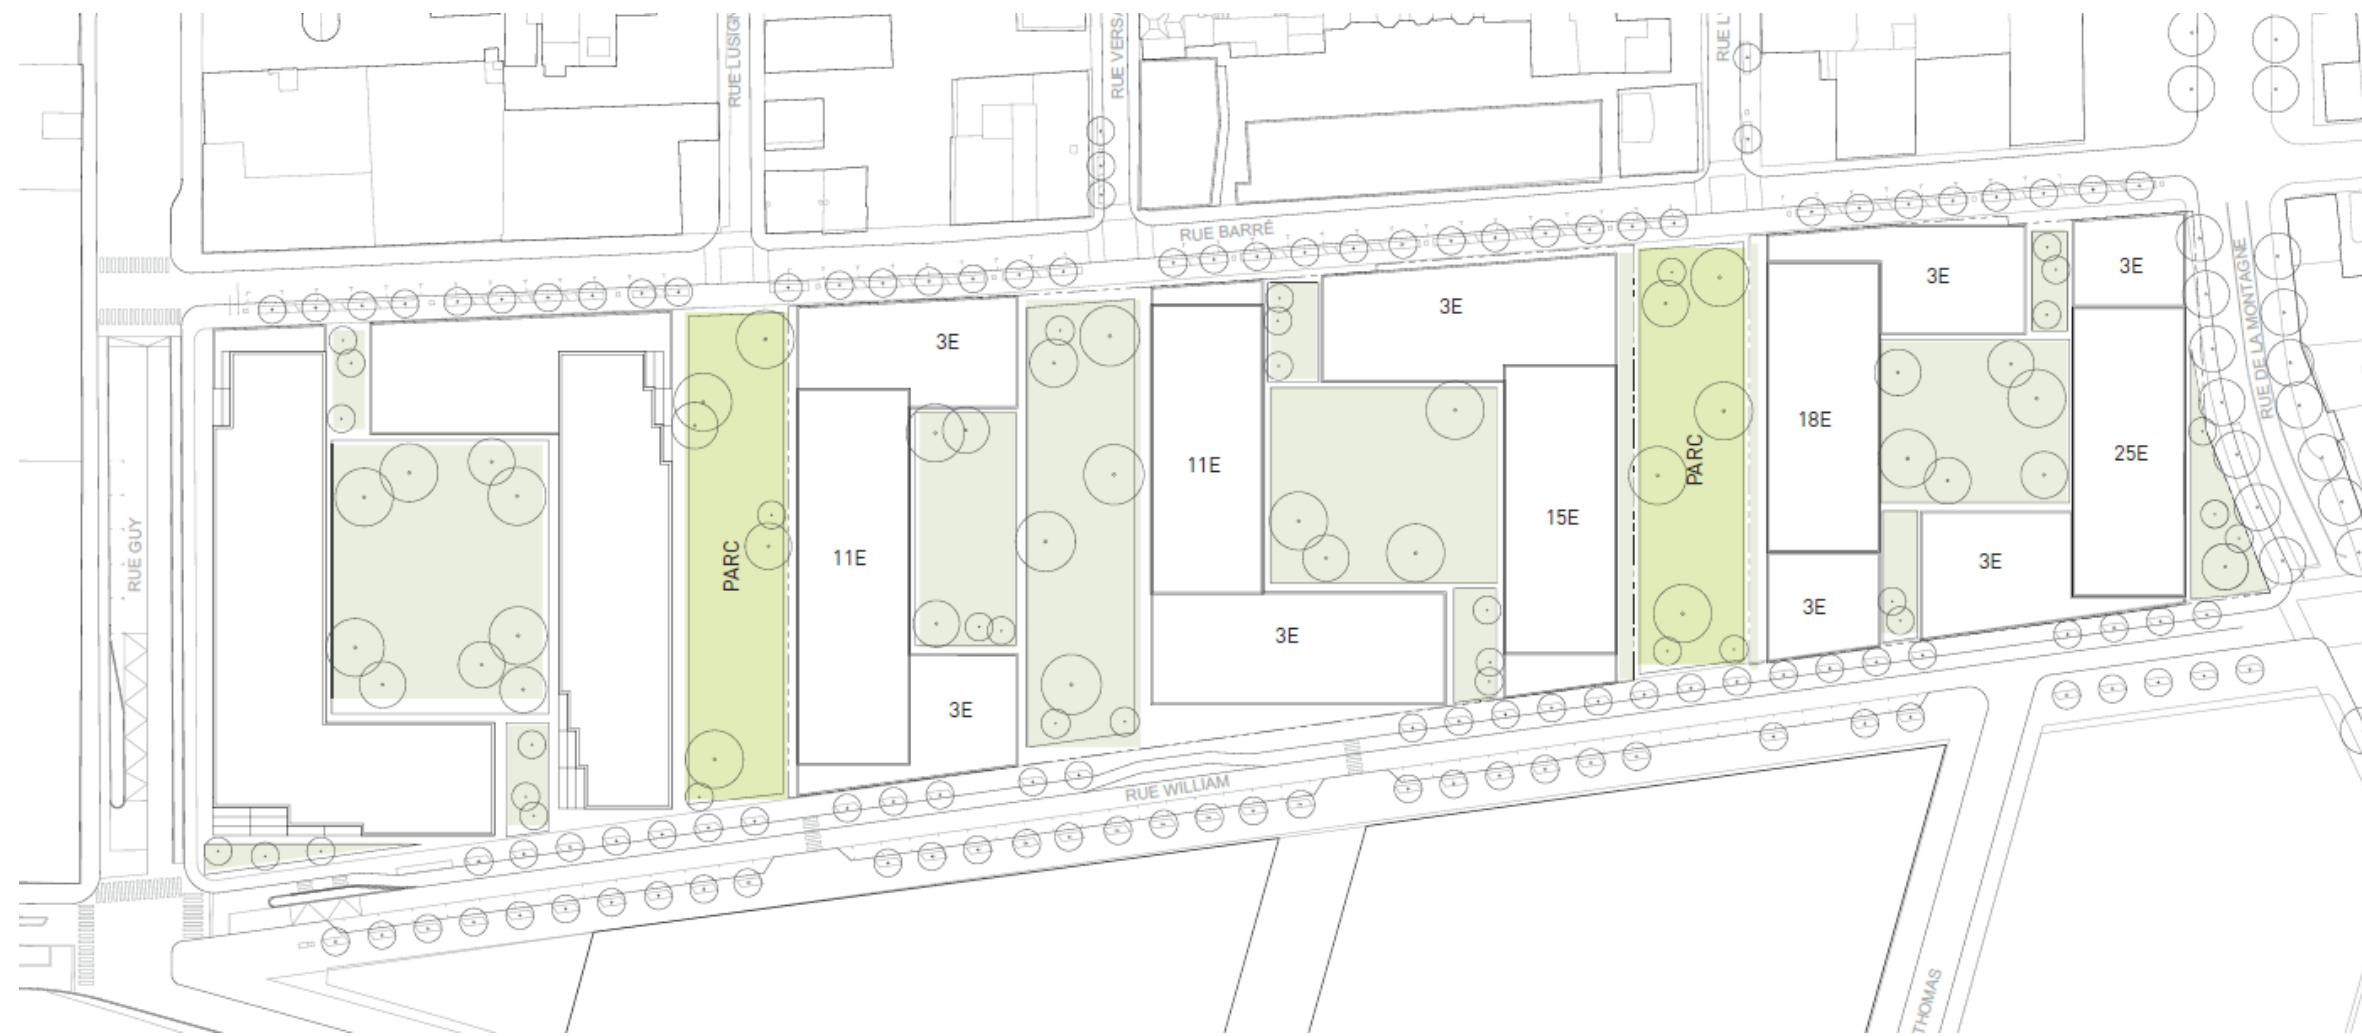 RUE LUSIGN
RUE VERSA
RUE L'
RUE BARRÉ
RUE DE LA MONTAGNE
3E
3E
3E
3E
18E
25E
11E
PARC
15E
11E
PARC
RUE GUY
3E
3E
3E
3E
RUE WILLIAM
THOMAS